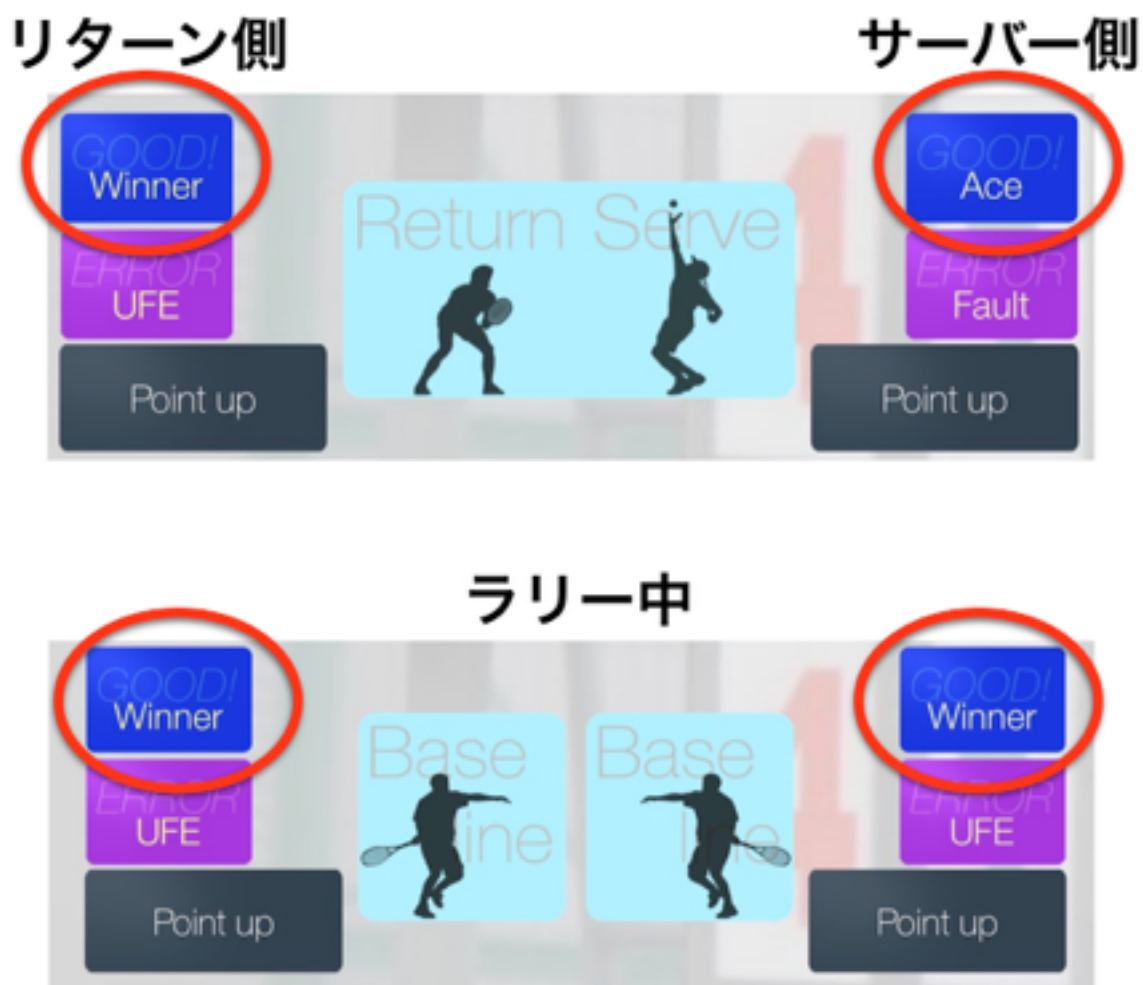 リターン側
サーバー側
GOOD!
Winner
ERROR
UFE
Point up
Return Serve
GOOD!
Ace
ERROR
Fault
Point up
ラリー中
GOOD!
Winner
ERROR
UFE
Point up
Base
line
Base
line
GOOD!
Winner
ERROR
UFE
Point up